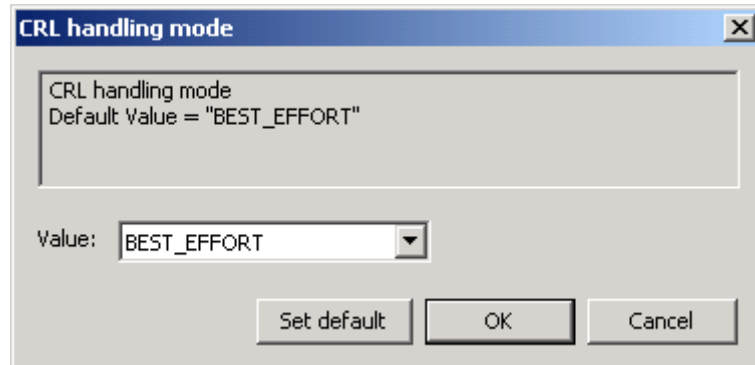 CRL handling mode
CRL handling mode
Default Value = "BEST_EFFORT"
Value: BEST_EFFORT
Set default OK Cancel